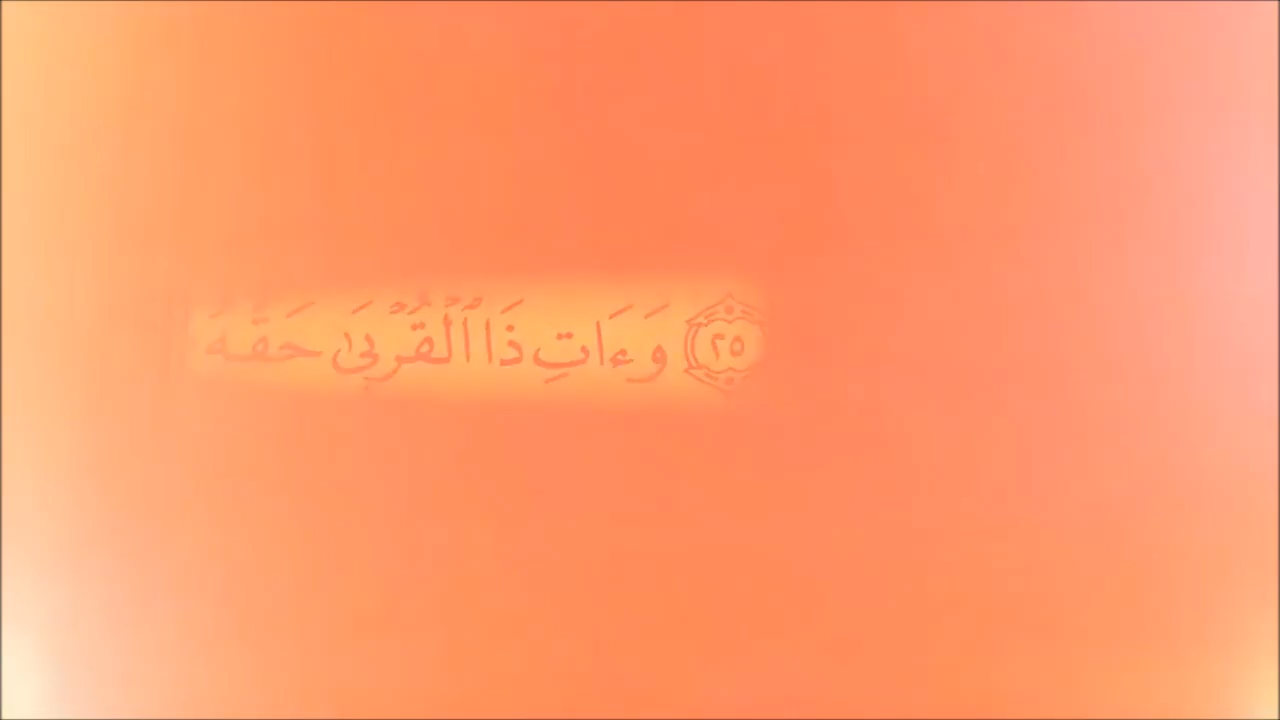 ٢٥ وَءَاتِ ذَا ٱلْقُرْبَىٰ حَقَّهُ